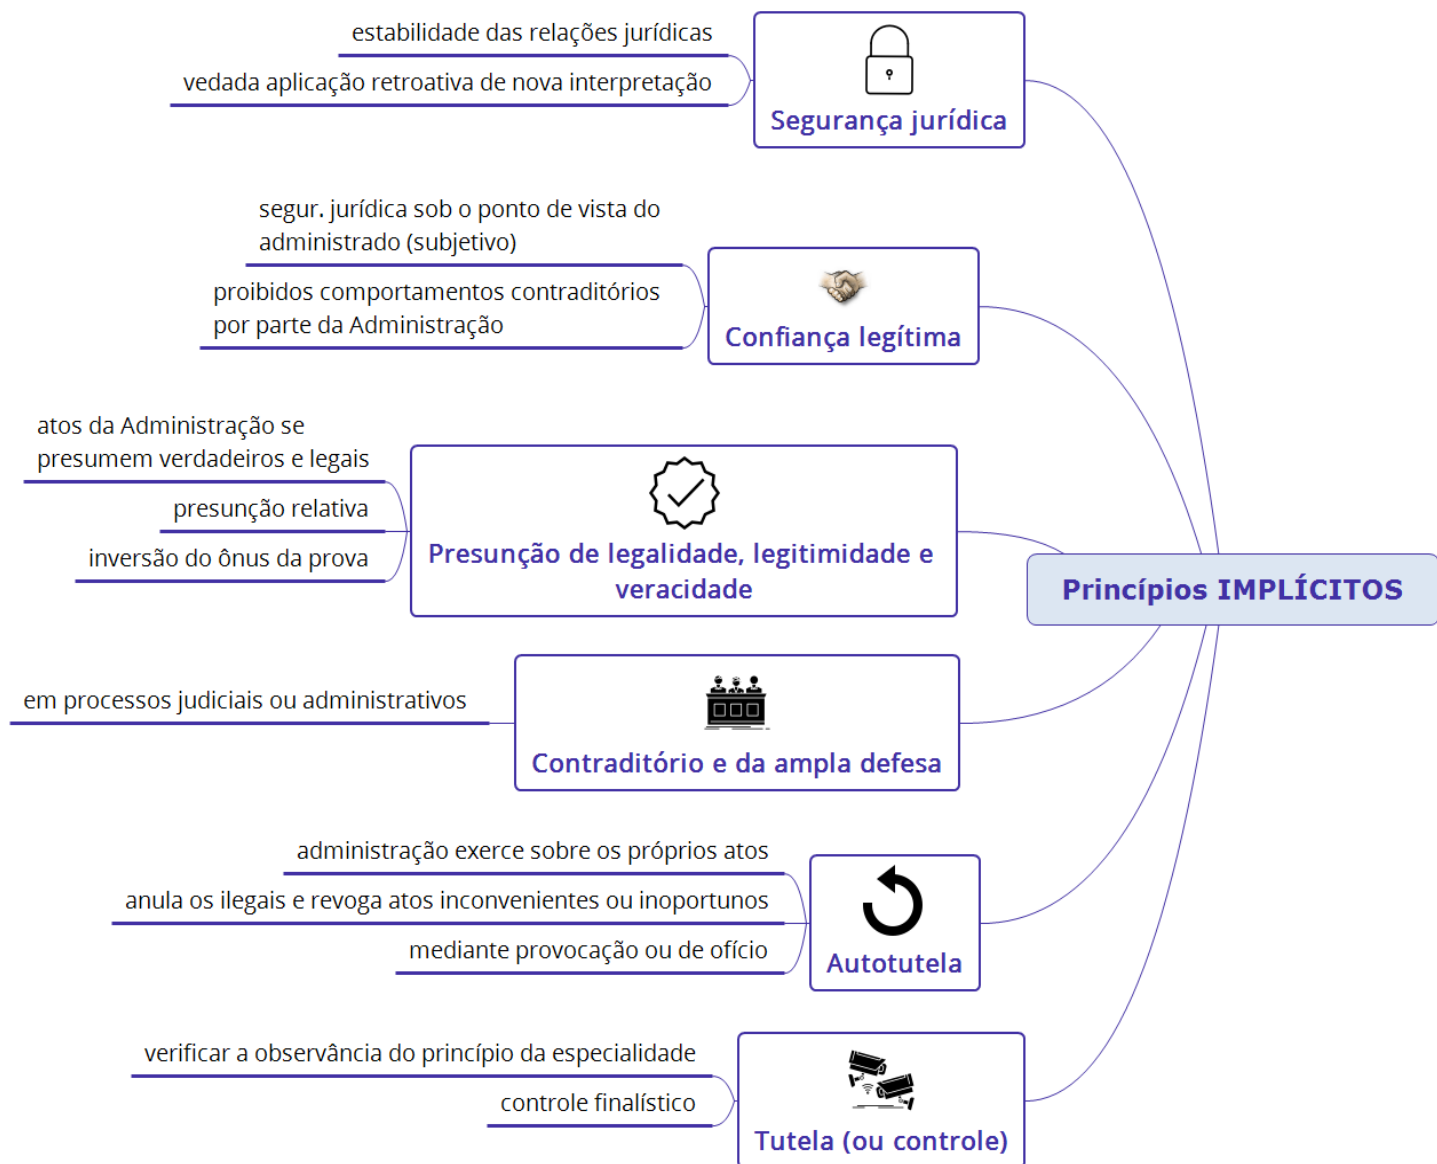 estabilidade das relações jurídicas
vedada aplicação retroativa de nova interpretação
Segurança jurídica
segur. jurídica sob o ponto de vista do
administrado (subjetivo)
proibidos comportamentos contraditórios
por parte da Administração
Confiança legítima
atos da Administração se
presumem verdadeiros e legais
presunção relativa
inversão do ônus da prova
Presunção de legalidade, legitimidade e
veracidade
Princípios IMPLÍCITOS
em processos judiciais ou administrativos
Contraditório e da ampla defesa
administração exerce sobre os próprios atos
anula os ilegais e revoga atos inconvenientes ou inoportunos
mediante provocação ou de ofício
Autotutela
verificar a observância do princípio da especialidade
controle finalístico
Tutela (ou controle)